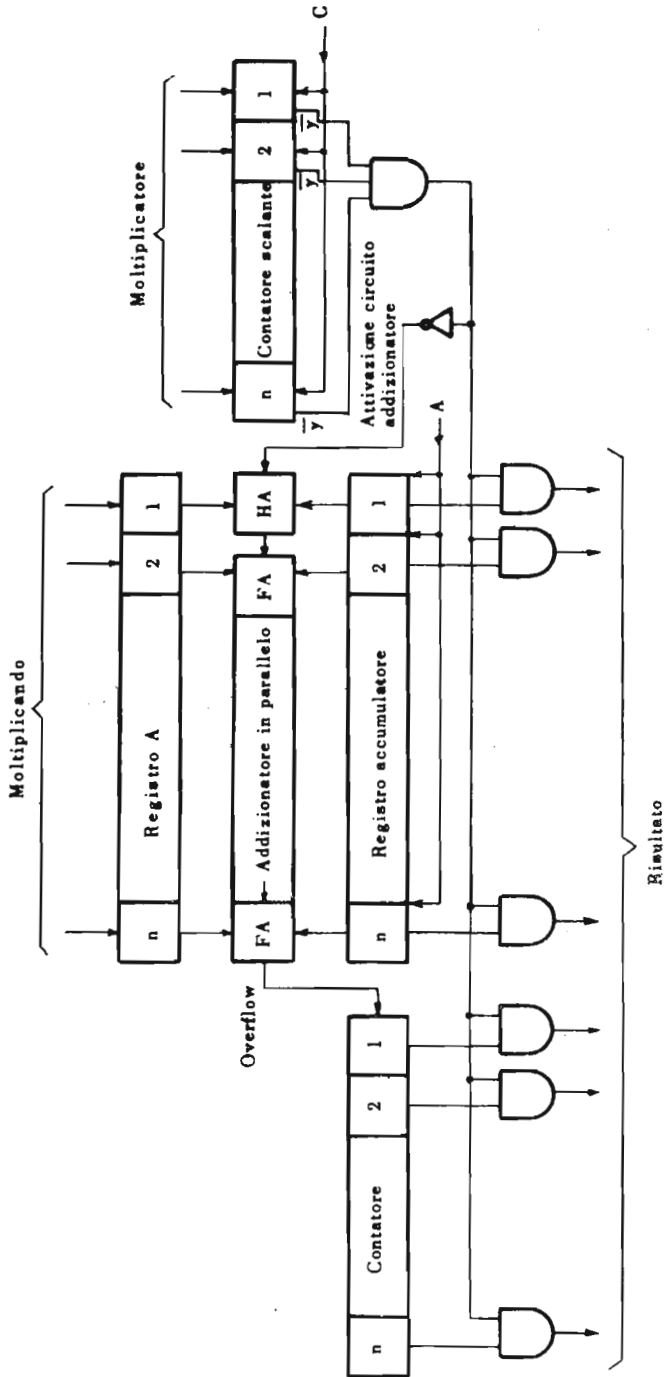 Moltiplicando
Moltiplicatore
n
Registro A
2
1
n
Contatore scalante
2
1
y
y
y
C
Overflow
FA
Addizionatore in parallelo
FA
HA
Attivazione circuito
addizionatore
n
Contatore
2
1
n
Registro accumulatore
2
1
A
Risultato